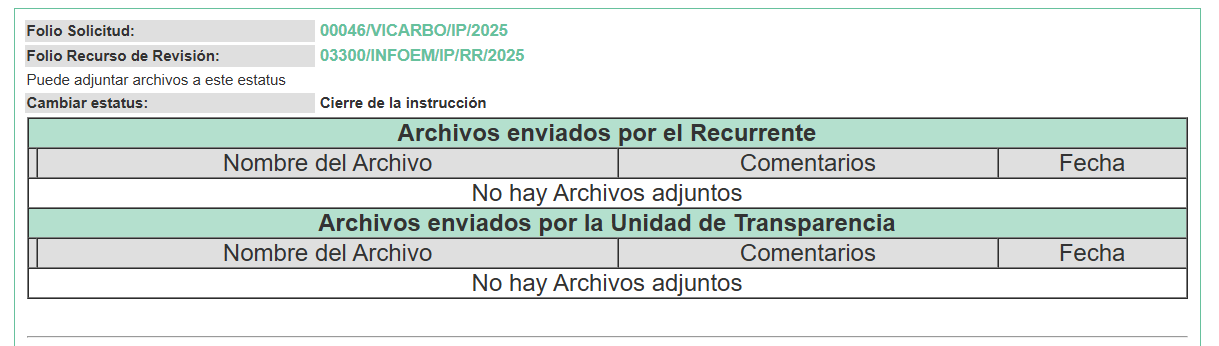 Folio Solicitud: 00046/VICARBO/IP/2025
Folio Recurso de Revisión: 03300/INFOEM/IP/RR/2025
Puede adjuntar archivos a este estatus
Cambiar estatus: Cierre de la instrucción
Archivos enviados por el Recurrente
Nombre del Archivo Comentarios Fecha
No hay Archivos adjuntos
Archivos enviados por la Unidad de Transparencia
Nombre del Archivo Comentarios Fecha
No hay Archivos adjuntos